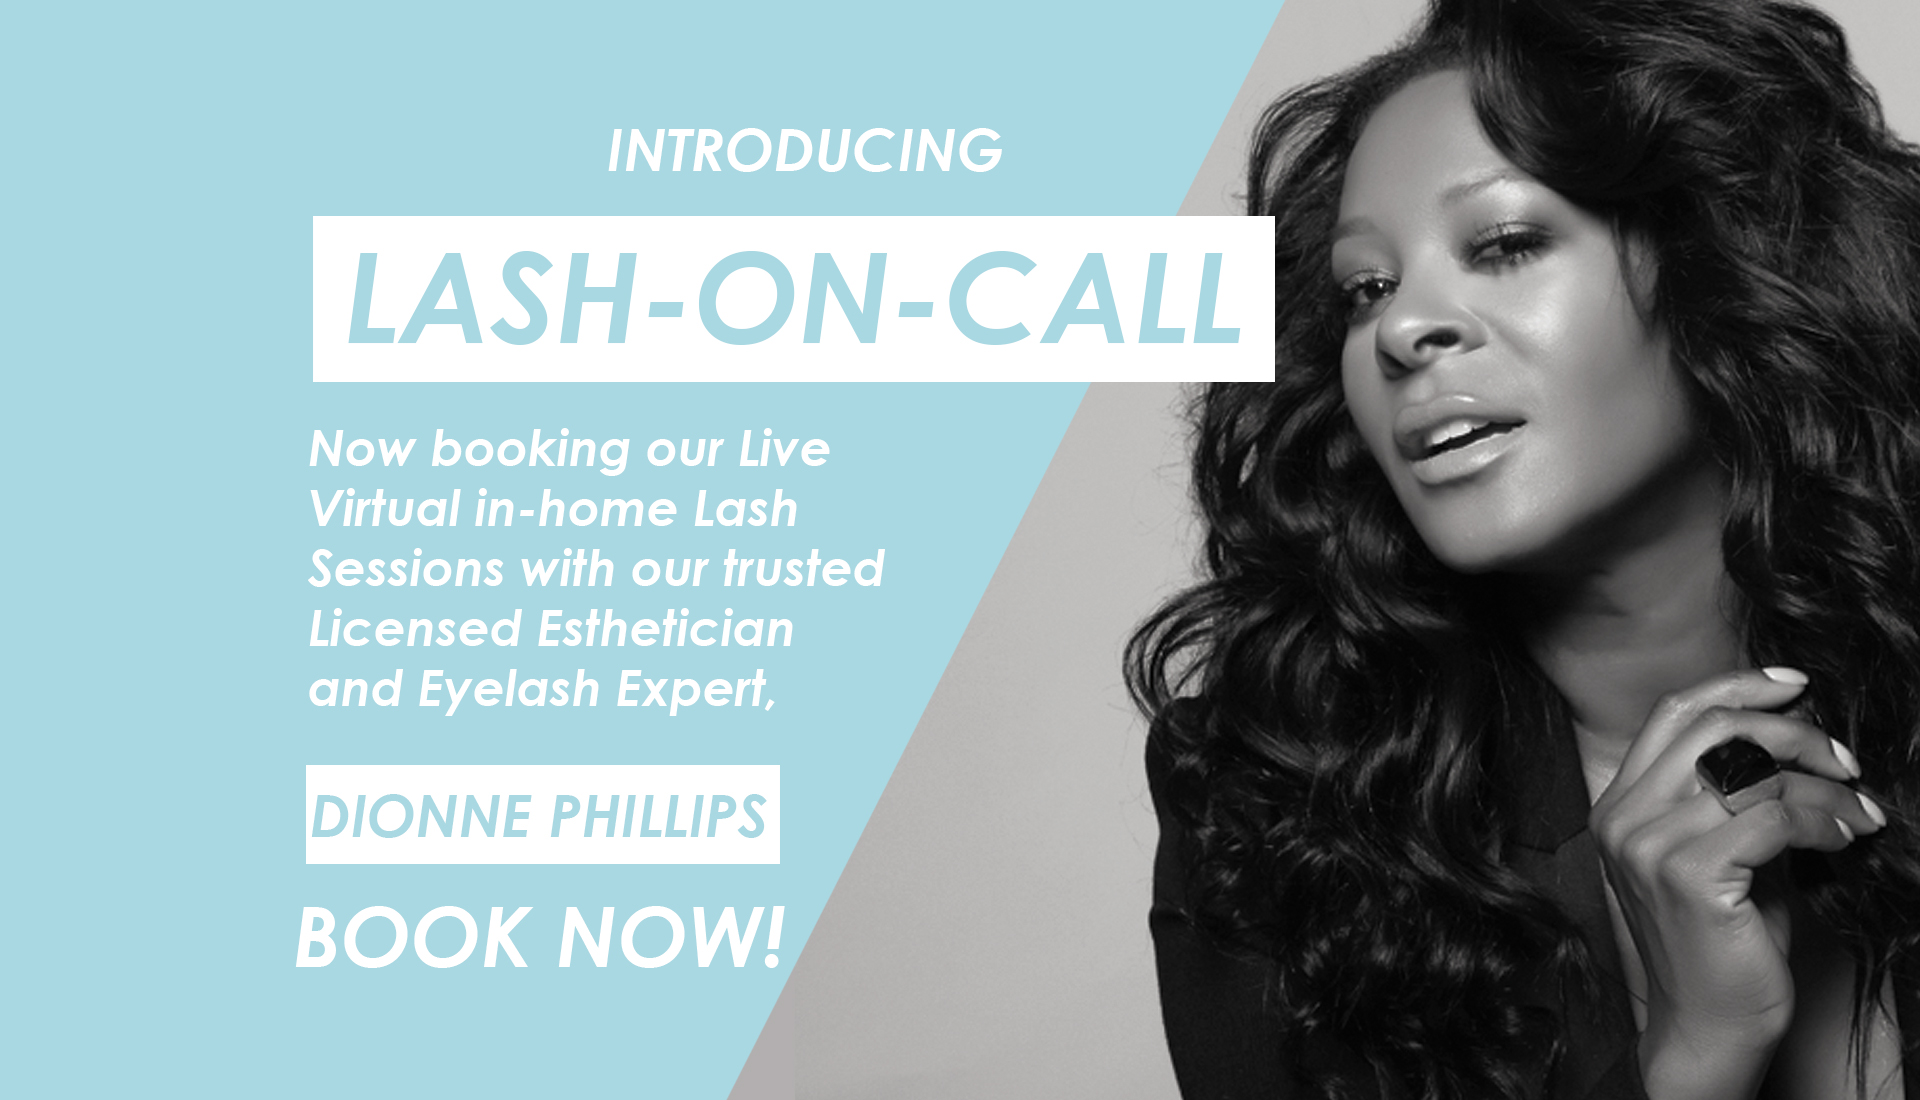 INTRODUCING
LASH-ON-CALL
Now booking our Live
Virtual in-home Lash
Sessions with our trusted
Licensed Esthetician
and Eyelash Expert,
DIONNE PHILLIPS
BOOK NOW!